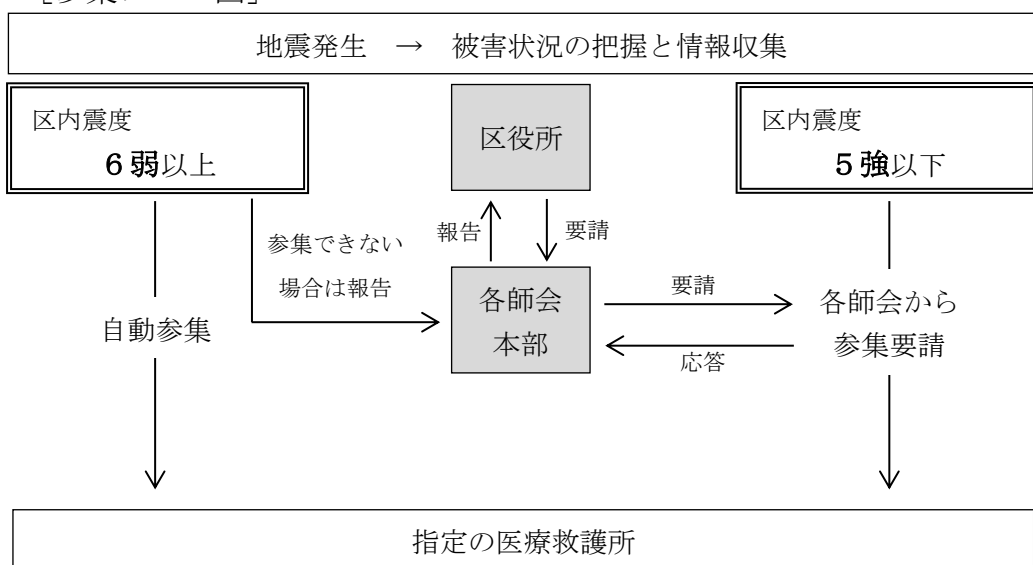 地震発生 → 被害状況の把握と情報収集
区内震度
６弱以上
区役所
区内震度
５強以下
参集できない
場合は報告
報告
要請
自動参集
各師会
本部
要請
応答
各師会から
参集要請
指定の医療救護所